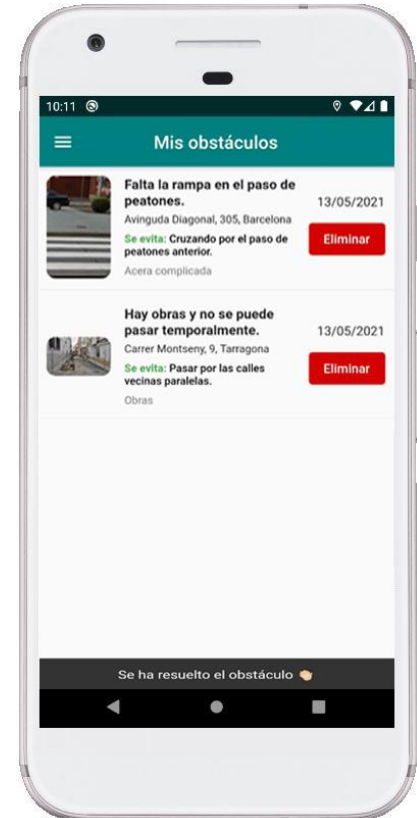 10:11
Mis obstáculos
Falta la rampa en el paso de
peatones.
13/05/2021
Avinguda Diagonal, 305, Barcelona
Se evita: Cruzando por el paso de
peatones anterior.
Eliminar
Acera complicada
Hay obras y no se puede
pasar temporalmente.
13/05/2021
Carrer Montseny, 9, Tarragona
Se evita: Pasar por las calles
vecinas paralelas.
Eliminar
Obras
Se ha resuelto el obstáculo 👏🏻